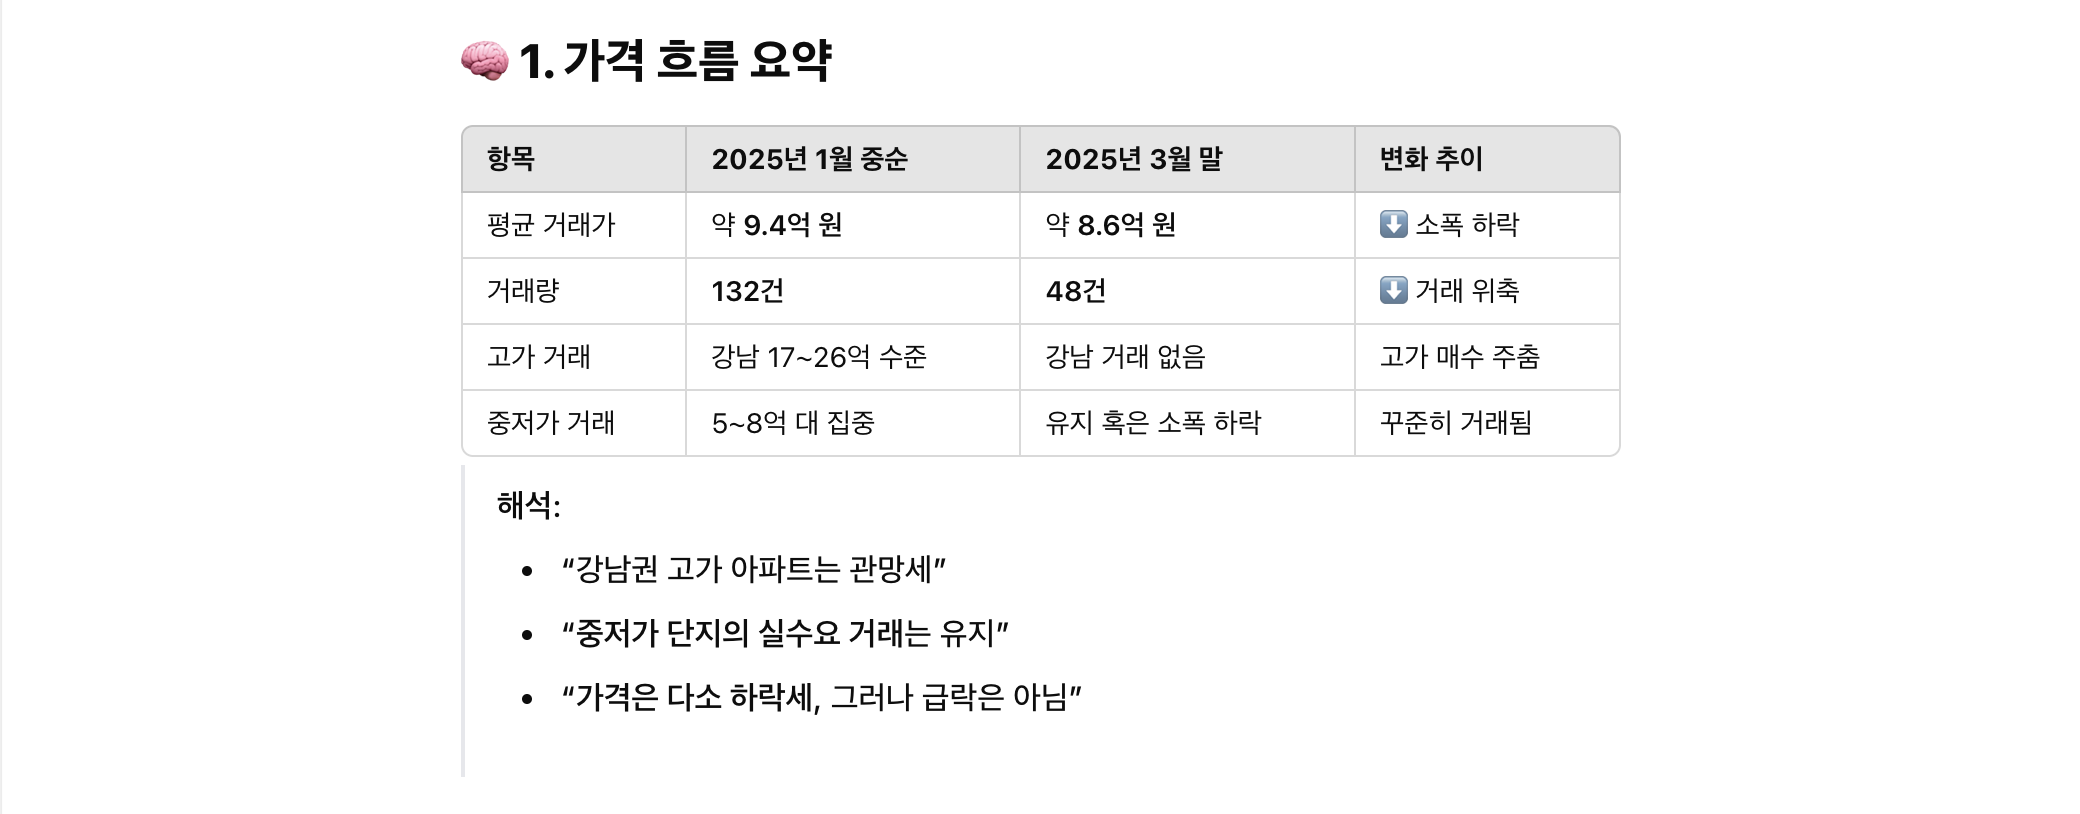 🧠 1. 가격 흐름 요약
항목 2025년 1월 중순 2025년 3월 말 변화 추이
평균 거래가 약 9.4억 원 약 8.6억 원 ⬇️ 소폭 하락
거래량 132건 48건 ⬇️ 거래 위축
고가 거래 강남 17~26억 수준 강남 거래 없음 고가 매수 주춤
중저가 거래 5~8억 대 집중 유지 혹은 소폭 하락 꾸준히 거래됨
해석:
• “강남권 고가 아파트는 관망세”
• “중저가 단지의 실수요 거래는 유지”
• “가격은 다소 하락세, 그러나 급락은 아님”